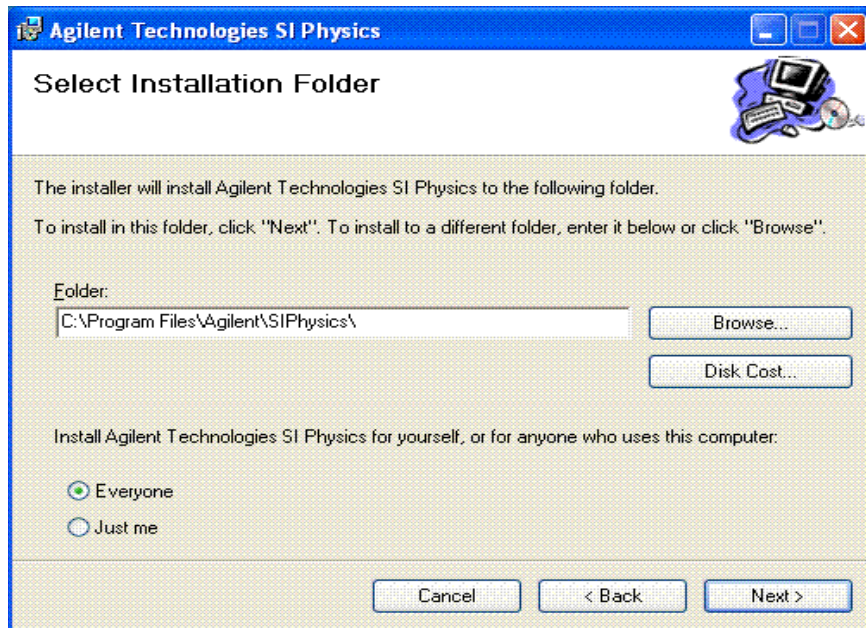 Agilent Technologies SI Physics
Select Installation Folder
The installer will install Agilent Technologies SI Physics to the following folder.
To install in this folder, click "Next". To install to a different folder, enter it below or click "Browse".
Folder:
C:\Program Files\Agilent\SIPhysics\
Browse...
Disk Cost...
Install Agilent Technologies SI Physics for yourself, or for anyone who uses this computer:
Everyone
Just me
Cancel
< Back
Next >